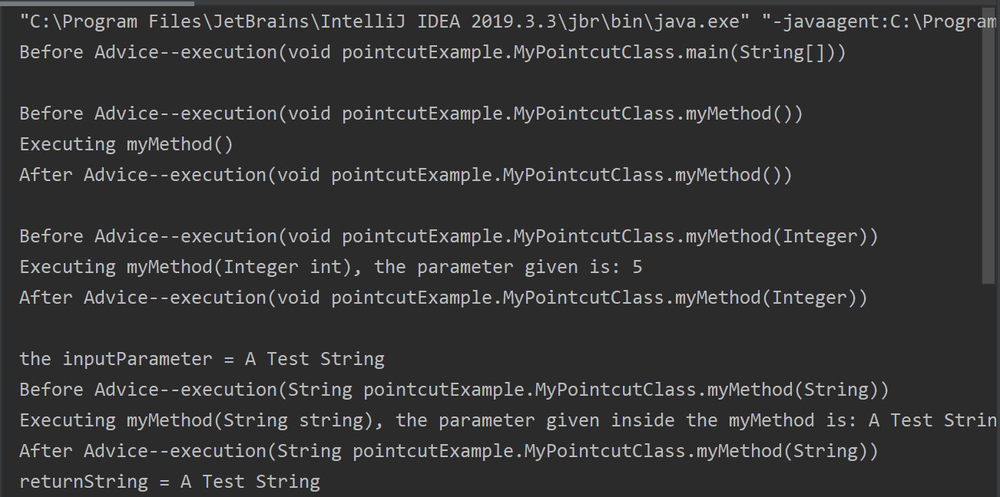 "C:\Program Files\JetBrains\IntelliJ IDEA 2019.3.3\jbr\bin\java.exe" "-javaagent:C:\Program
Before Advice--execution(void pointcutExample.MyPointcutClass.main(String[]))
Before Advice--execution(void pointcutExample.MyPointcutClass.myMethod())
Executing myMethod()
After Advice--execution(void pointcutExample.MyPointcutClass.myMethod())
Before Advice--execution(void pointcutExample.MyPointcutClass.myMethod(Integer))
Executing myMethod(Integer int), the parameter given is: 5
After Advice--execution(void pointcutExample.MyPointcutClass.myMethod(Integer))
the inputParameter = A Test String
Before Advice--execution(String pointcutExample.MyPointcutClass.myMethod(String))
Executing myMethod(String string), the parameter given inside the myMethod is: A Test Strin
After Advice--execution(String pointcutExample.MyPointcutClass.myMethod(String))
returnString = A Test String